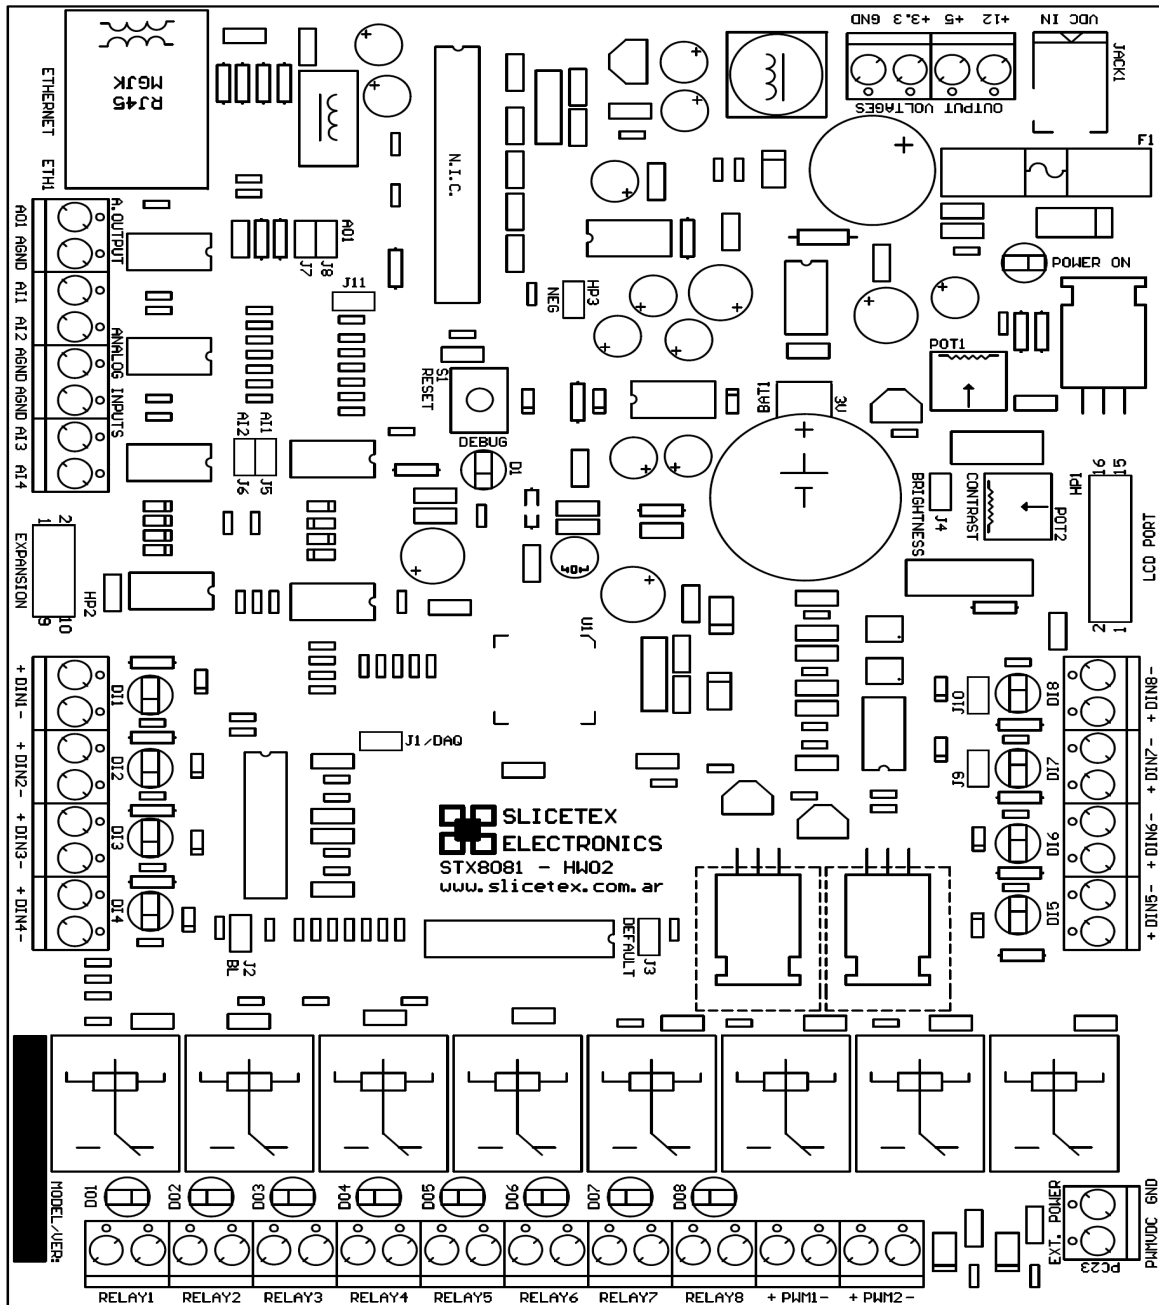 ETHERNET
ETH1
RJ45
MGJK
N.I.C.
GND +3.3 +5 +12
OUTPUT VOLTAGES
VDC IN
JACK1
F1
POWER ON
AO1 AGND AI1 AI2 AGND AGND AI3 AI4
A.OUTPUT
ANALOG INPUTS
AO1
J7
J8
J11
HP3
NEG
S1
RESET
DEBUG
D1
BAT1
3V
POT1
AI2
AI1
J6
J5
BRIGHTNESS
J4
CONTRAST
POT2
HP1
16
15
2
1
LCD PORT
EXPANSION
1
2
9
10
HP2
U1
+ DIN1 -
+ DIN2 -
+ DIN3 -
+ DIN4 -
DI1
DI2
DI3
DI4
J1/DAQ
J10
J9
DI8
DI7
DI6
DI5
+ DIN8 -
+ DIN7 -
+ DIN6 -
+ DIN5 -
SLICETEX
ELECTRONICS
STX8081 - HW02
www.slicetex.com.ar
J2
BL
DEFAULT
J3
MODEL/VER:
DO1
DO2
DO3
DO4
DO5
DO6
DO7
DO8
EXT. POWER
PC23
PWMVDC GND
RELAY1 RELAY2 RELAY3 RELAY4 RELAY5 RELAY6 RELAY7 RELAY8 + PWM1 - + PWM2 -